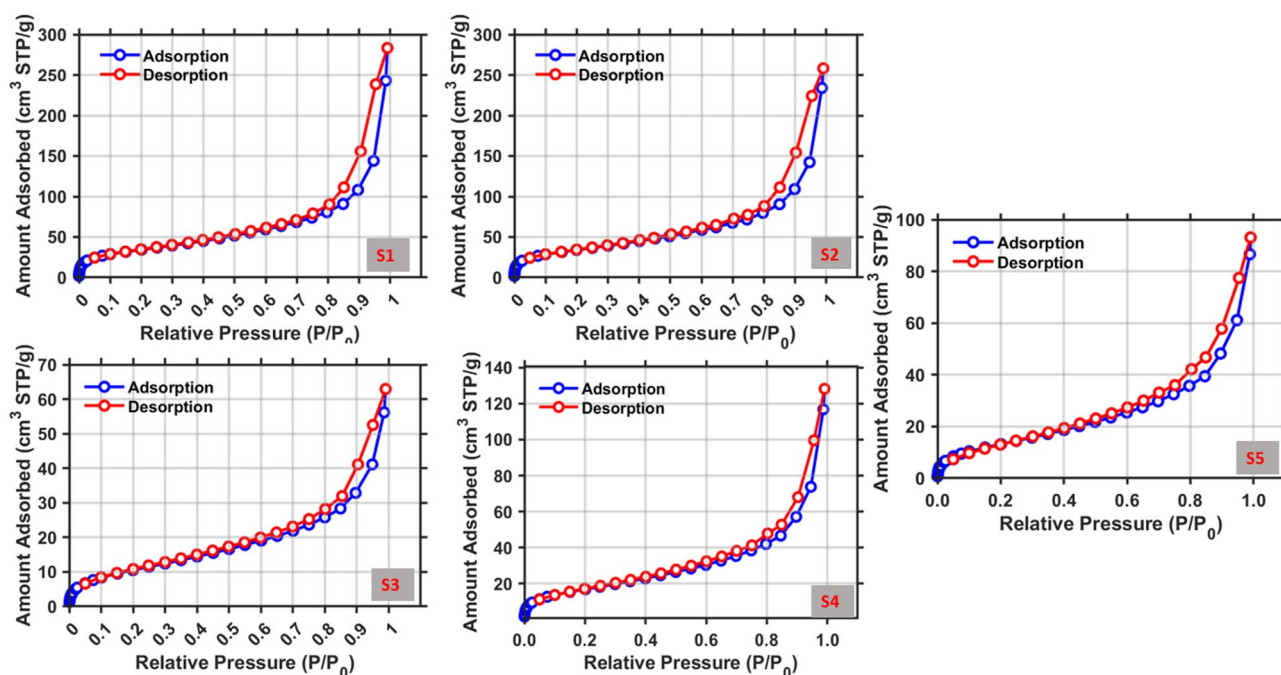 Amount Adsorbed (cm³ STP/g)
300
250
200
150
100
50
0
Adsorption
Desorption
S1
0 0.1 0.2 0.3 0.4 0.5 0.6 0.7 0.8 0.9 1
Relative Pressure (P/P₀)
Amount Adsorbed (cm³ STP/g)
300
250
200
150
100
50
0
Adsorption
Desorption
S2
0 0.1 0.2 0.3 0.4 0.5 0.6 0.7 0.8 0.9 1
Relative Pressure (P/P₀)
Amount Adsorbed (cm³ STP/g)
100
80
60
40
20
0
Adsorption
Desorption
S5
0.0 0.2 0.4 0.6 0.8 1.0
Relative Pressure (P/P₀)
Amount Adsorbed (cm³ STP/g)
70
60
50
40
30
20
10
0
Adsorption
Desorption
S3
0 0.1 0.2 0.3 0.4 0.5 0.6 0.7 0.8 0.9 1
Relative Pressure (P/P₀)
Amount Adsorbed (cm³ STP/g)
140
120
100
80
60
40
20
Adsorption
Desorption
S4
0.0 0.2 0.4 0.6 0.8 1.0
Relative Pressure (P/P₀)